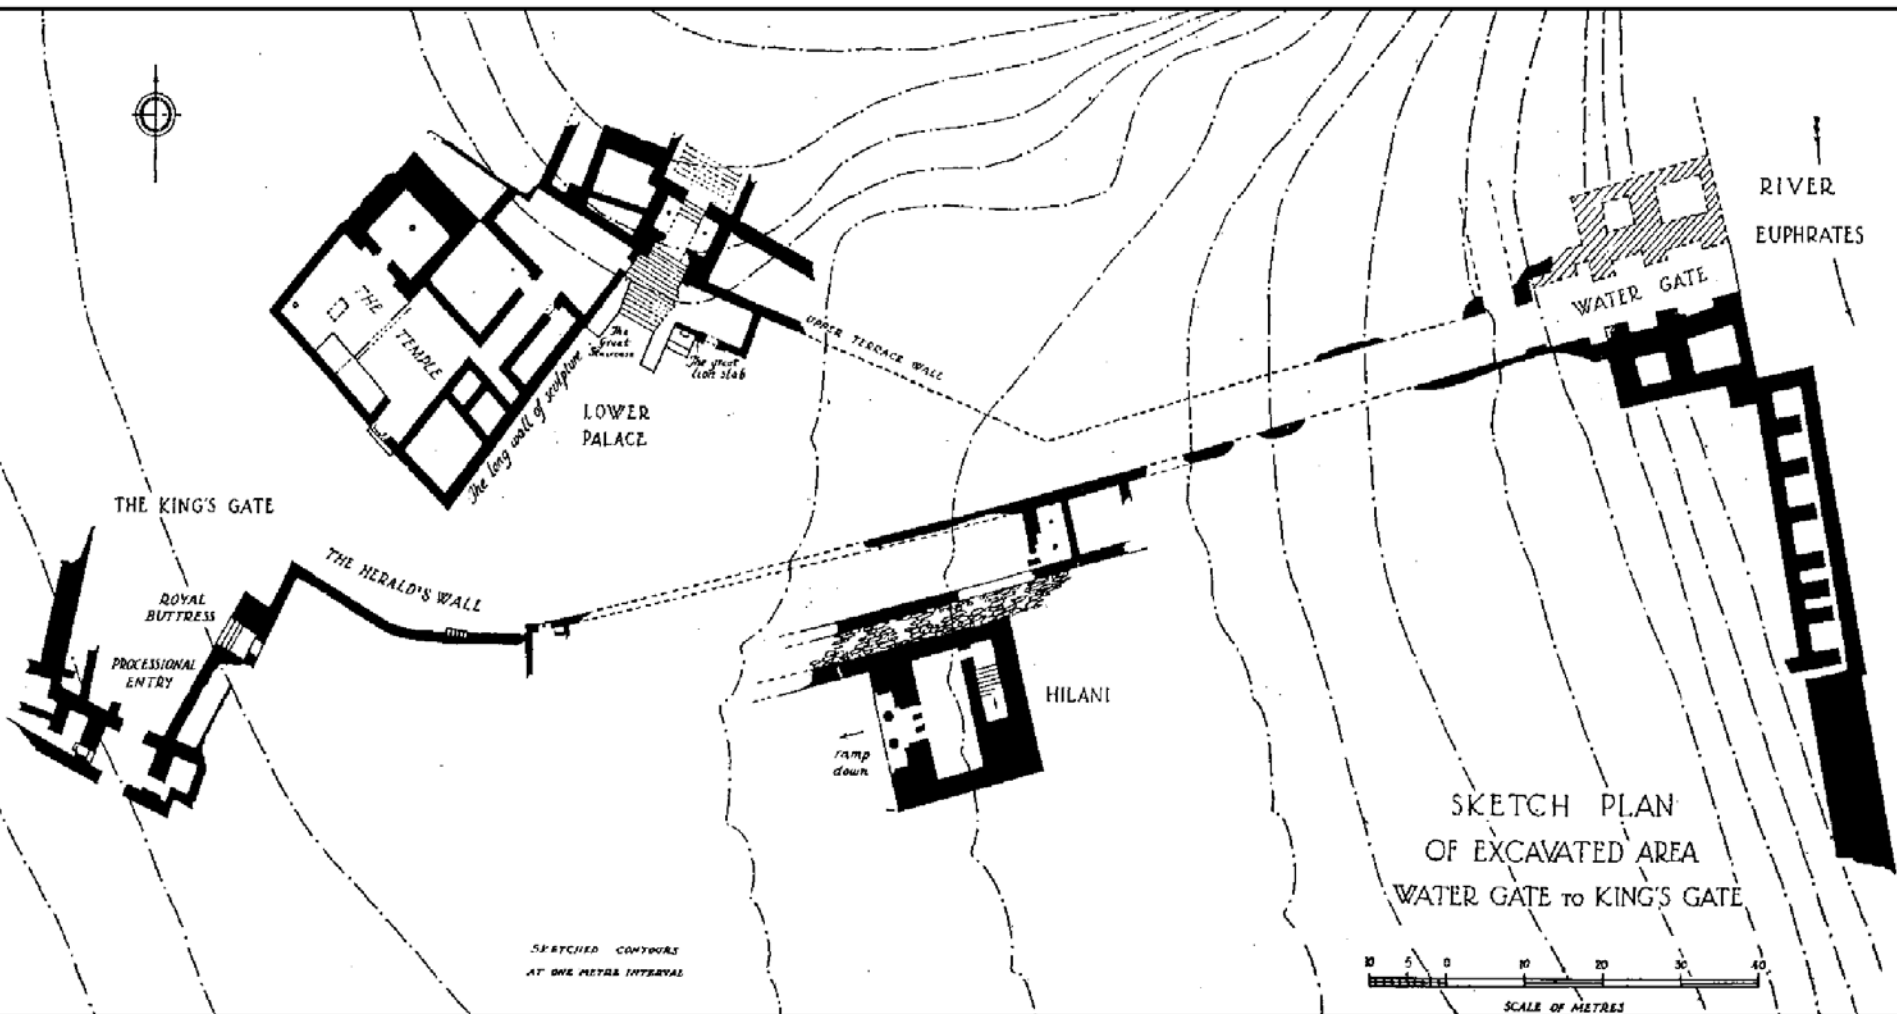 RIVER
EUPHRATES
WATER GATE
THE
TEMPLE
The
Great
Staircase
The great
Lion slab
UPPER TERRACE WALL
The long wall of sculpture
LOWER
PALACE
THE KING'S GATE
THE HERALD'S WALL
ROYAL
BUTTRESS
PROCESSIONAL
ENTRY
HILANI
ramp
down
SKETCH PLAN
OF EXCAVATED AREA
WATER GATE TO KING'S GATE
SKETCHED CONTOURS
AT ONE METRE INTERVAL
10 5 0 10 20 30 40
SCALE OF METRES